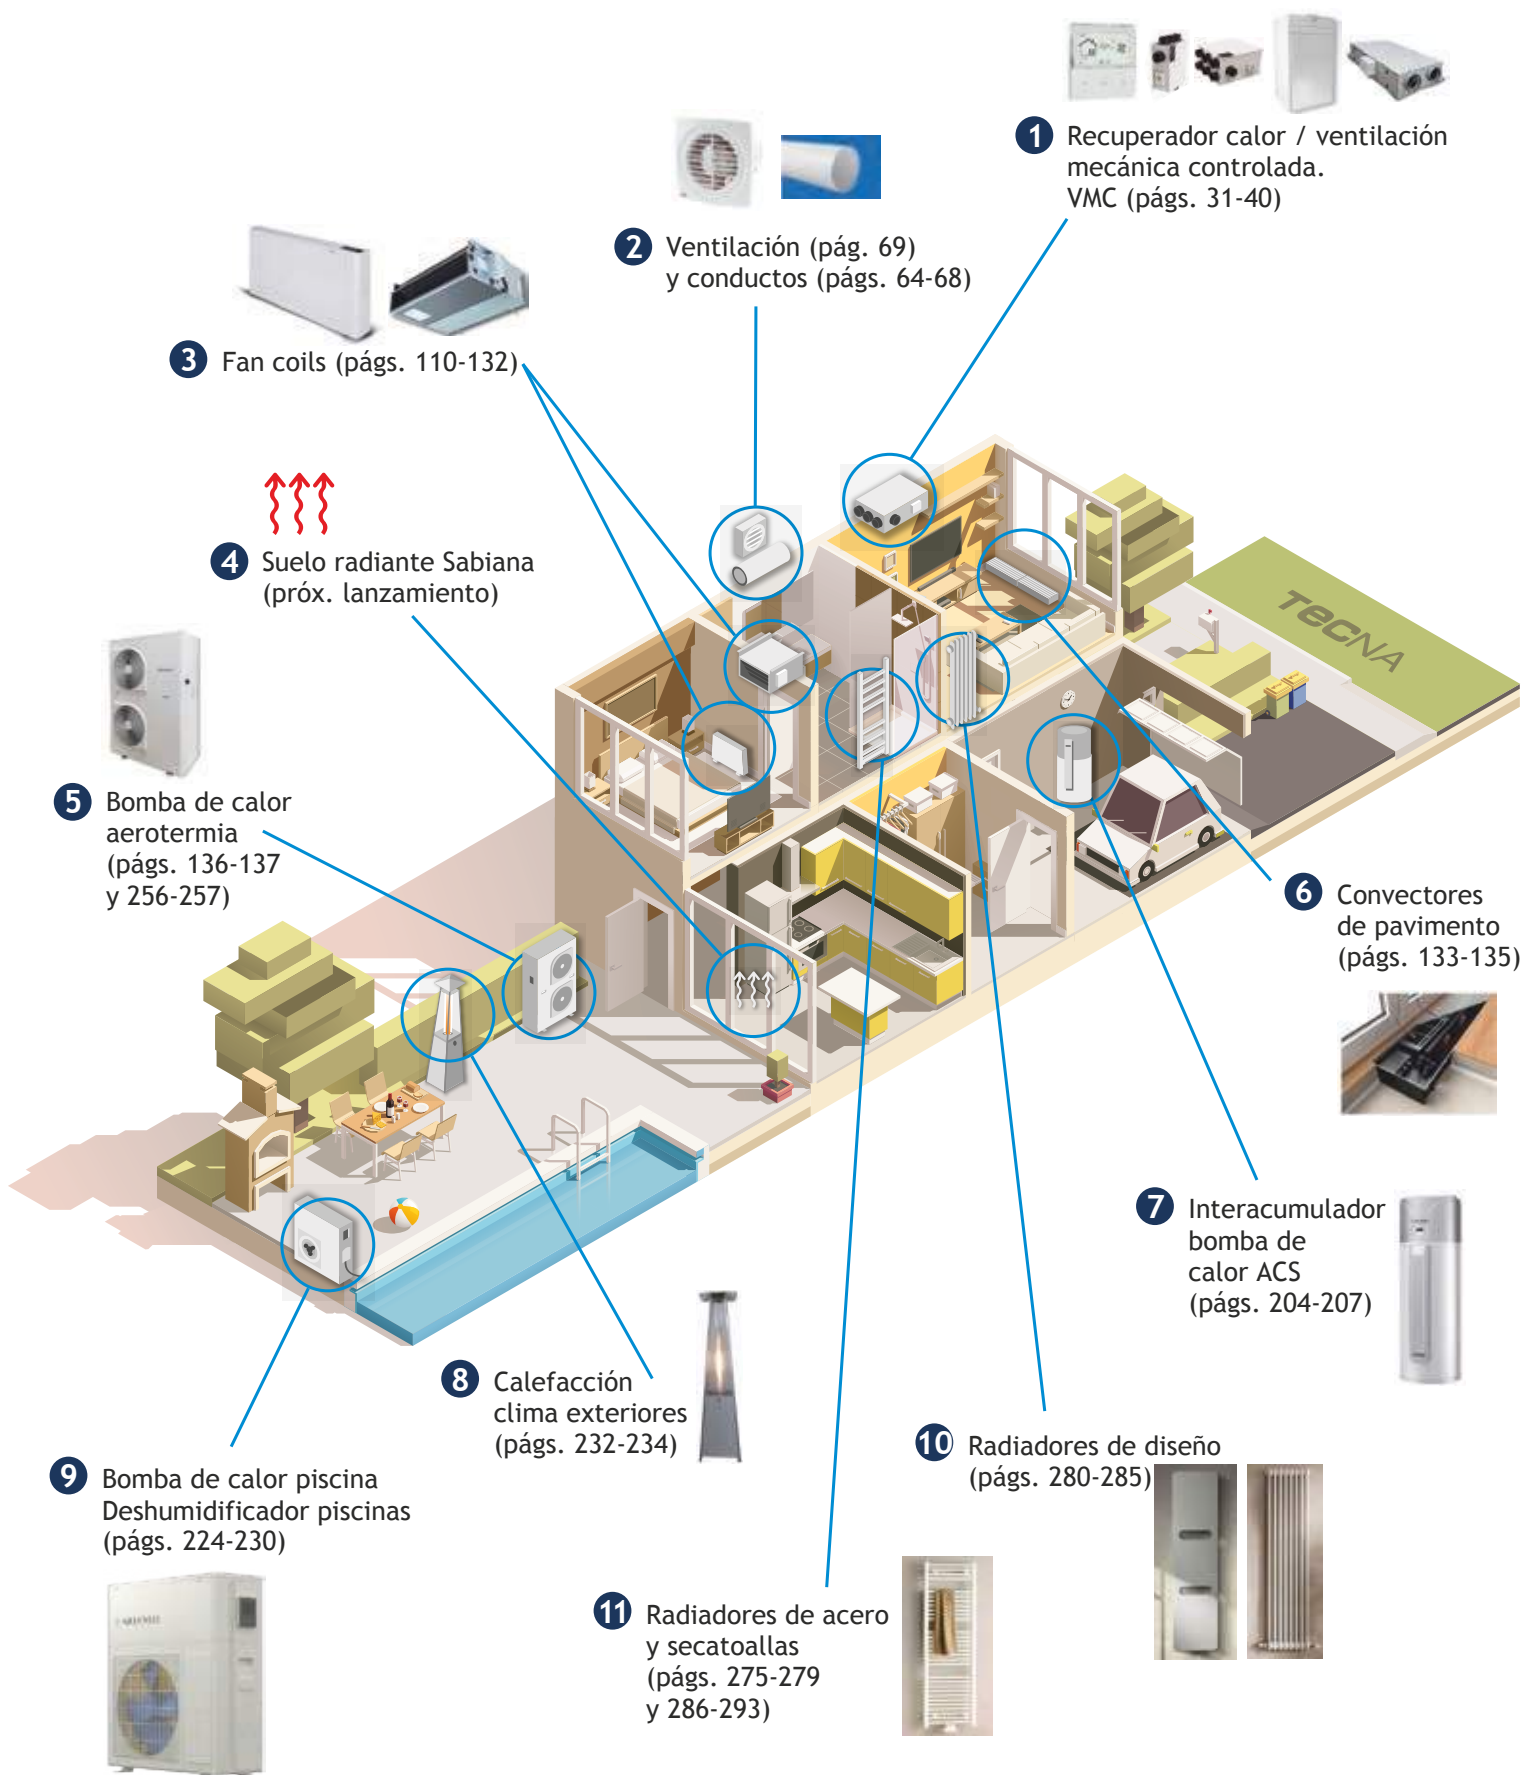 1 Recuperador calor / ventilación
mecánica controlada.
VMC (págs. 31-40)
2 Ventilación (pág. 69)
y conductos (págs. 64-68)
3 Fan coils (págs. 110-132)
4 Suelo radiante Sabiana
(próx. lanzamiento)
TECNA
5 Bomba de calor
aerotermia
(págs. 136-137
y 256-257)
6 Convectores
de pavimento
(págs. 133-135)
7 Interacumulador
bomba de
calor ACS
(págs. 204-207)
8 Calefacción
clima exteriores
(págs. 232-234)
9 Bomba de calor piscina
Deshumidificador piscinas
(págs. 224-230)
10 Radiadores de diseño
(págs. 280-285)
11 Radiadores de acero
y secatoallas
(págs. 275-279
y 286-293)